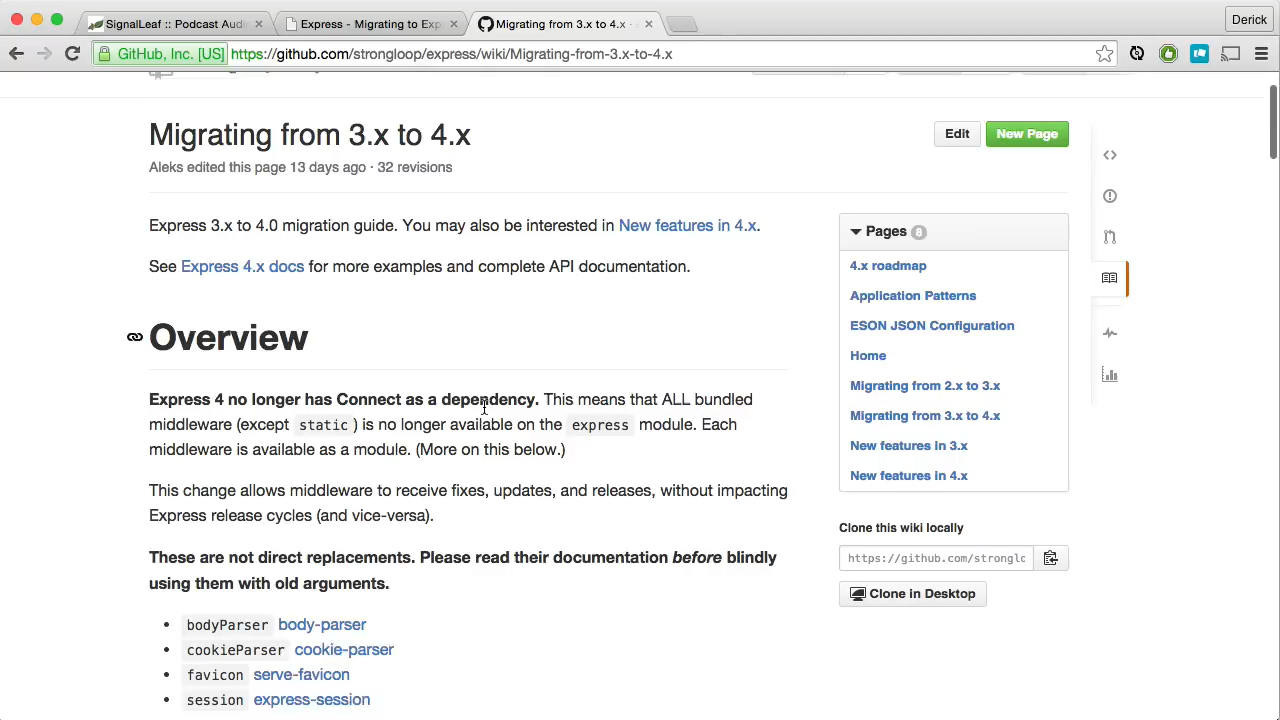 SignalLeaf :: Podcast Audi
Express - Migrating to Exp
Migrating from 3.x to 4.x ·
Derick
GitHub, Inc. [US] https://github.com/strongloop/express/wiki/Migrating-from-3.x-to-4.x
Migrating from 3.x to 4.x
Edit
New Page
Aleks edited this page 13 days ago · 32 revisions
Express 3.x to 4.0 migration guide. You may also be interested in New features in 4.x.
See Express 4.x docs for more examples and complete API documentation.
Overview
Express 4 no longer has Connect as a dependency. This means that ALL bundled
middleware (except static ) is no longer available on the express module. Each
middleware is available as a module. (More on this below.)
This change allows middleware to receive fixes, updates, and releases, without impacting
Express release cycles (and vice-versa).
These are not direct replacements. Please read their documentation before blindly
using them with old arguments.
• bodyParser body-parser
• cookieParser cookie-parser
• favicon serve-favicon
• session express-session
Pages 8
4.x roadmap
Application Patterns
ESON JSON Configuration
Home
Migrating from 2.x to 3.x
Migrating from 3.x to 4.x
New features in 3.x
New features in 4.x
Clone this wiki locally
https://github.com/stronglc
Clone in Desktop